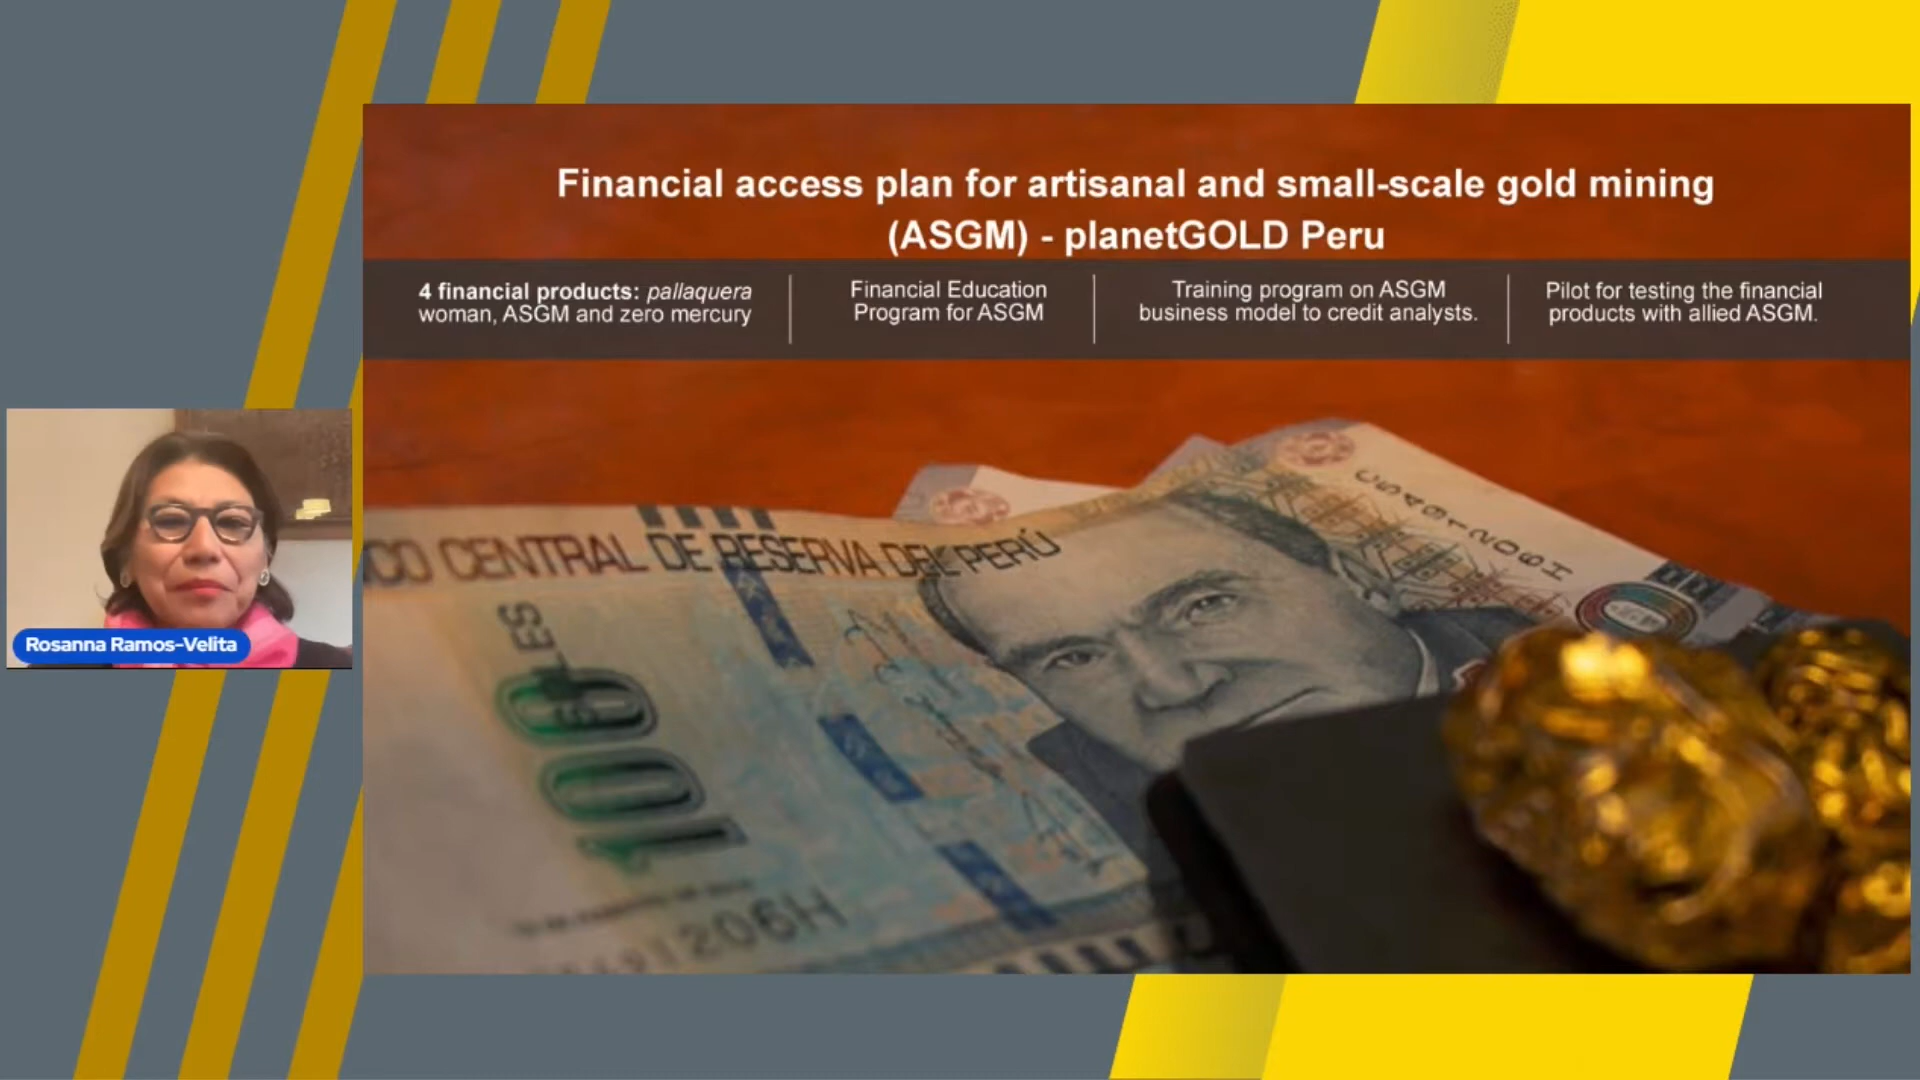 Financial access plan for artisanal and small-scale gold mining
(ASGM) - planetGOLD Peru
4 financial products: pallaquera
woman, ASGM and zero mercury
Financial Education
Program for ASGM
Training program on ASGM
business model to credit analysts.
Pilot for testing the financial
products with allied ASGM.
Rosanna Ramos-Velita
CO CENTRAL DE RESERVA DEL PERÚ
100